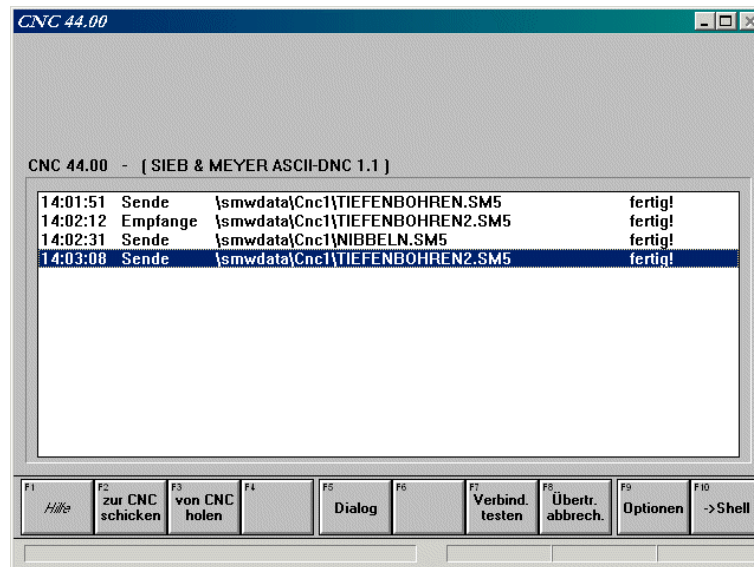 CNC 44.00
CNC 44.00 - ( SIEB & MEYER ASCII-DNC 1.1 )
14:01:51 Sende \smwdata\Cnc1\TIEFENBOHREN.SM5 fertig!
14:02:12 Empfange \smwdata\Cnc1\TIEFENBOHREN2.SM5 fertig!
14:02:31 Sende \smwdata\Cnc1\NIBBELN.SM5 fertig!
14:03:08 Sende \smwdata\Cnc1\TIEFENBOHREN2.SM5 fertig!
F1 F2 F3 F4 F5 F6 F7 F8 F9 F10
Hilfe zur CNC von CNC Dialog Verbind. Übertr. Optionen ->Shell
schicken holen testen abbrech.